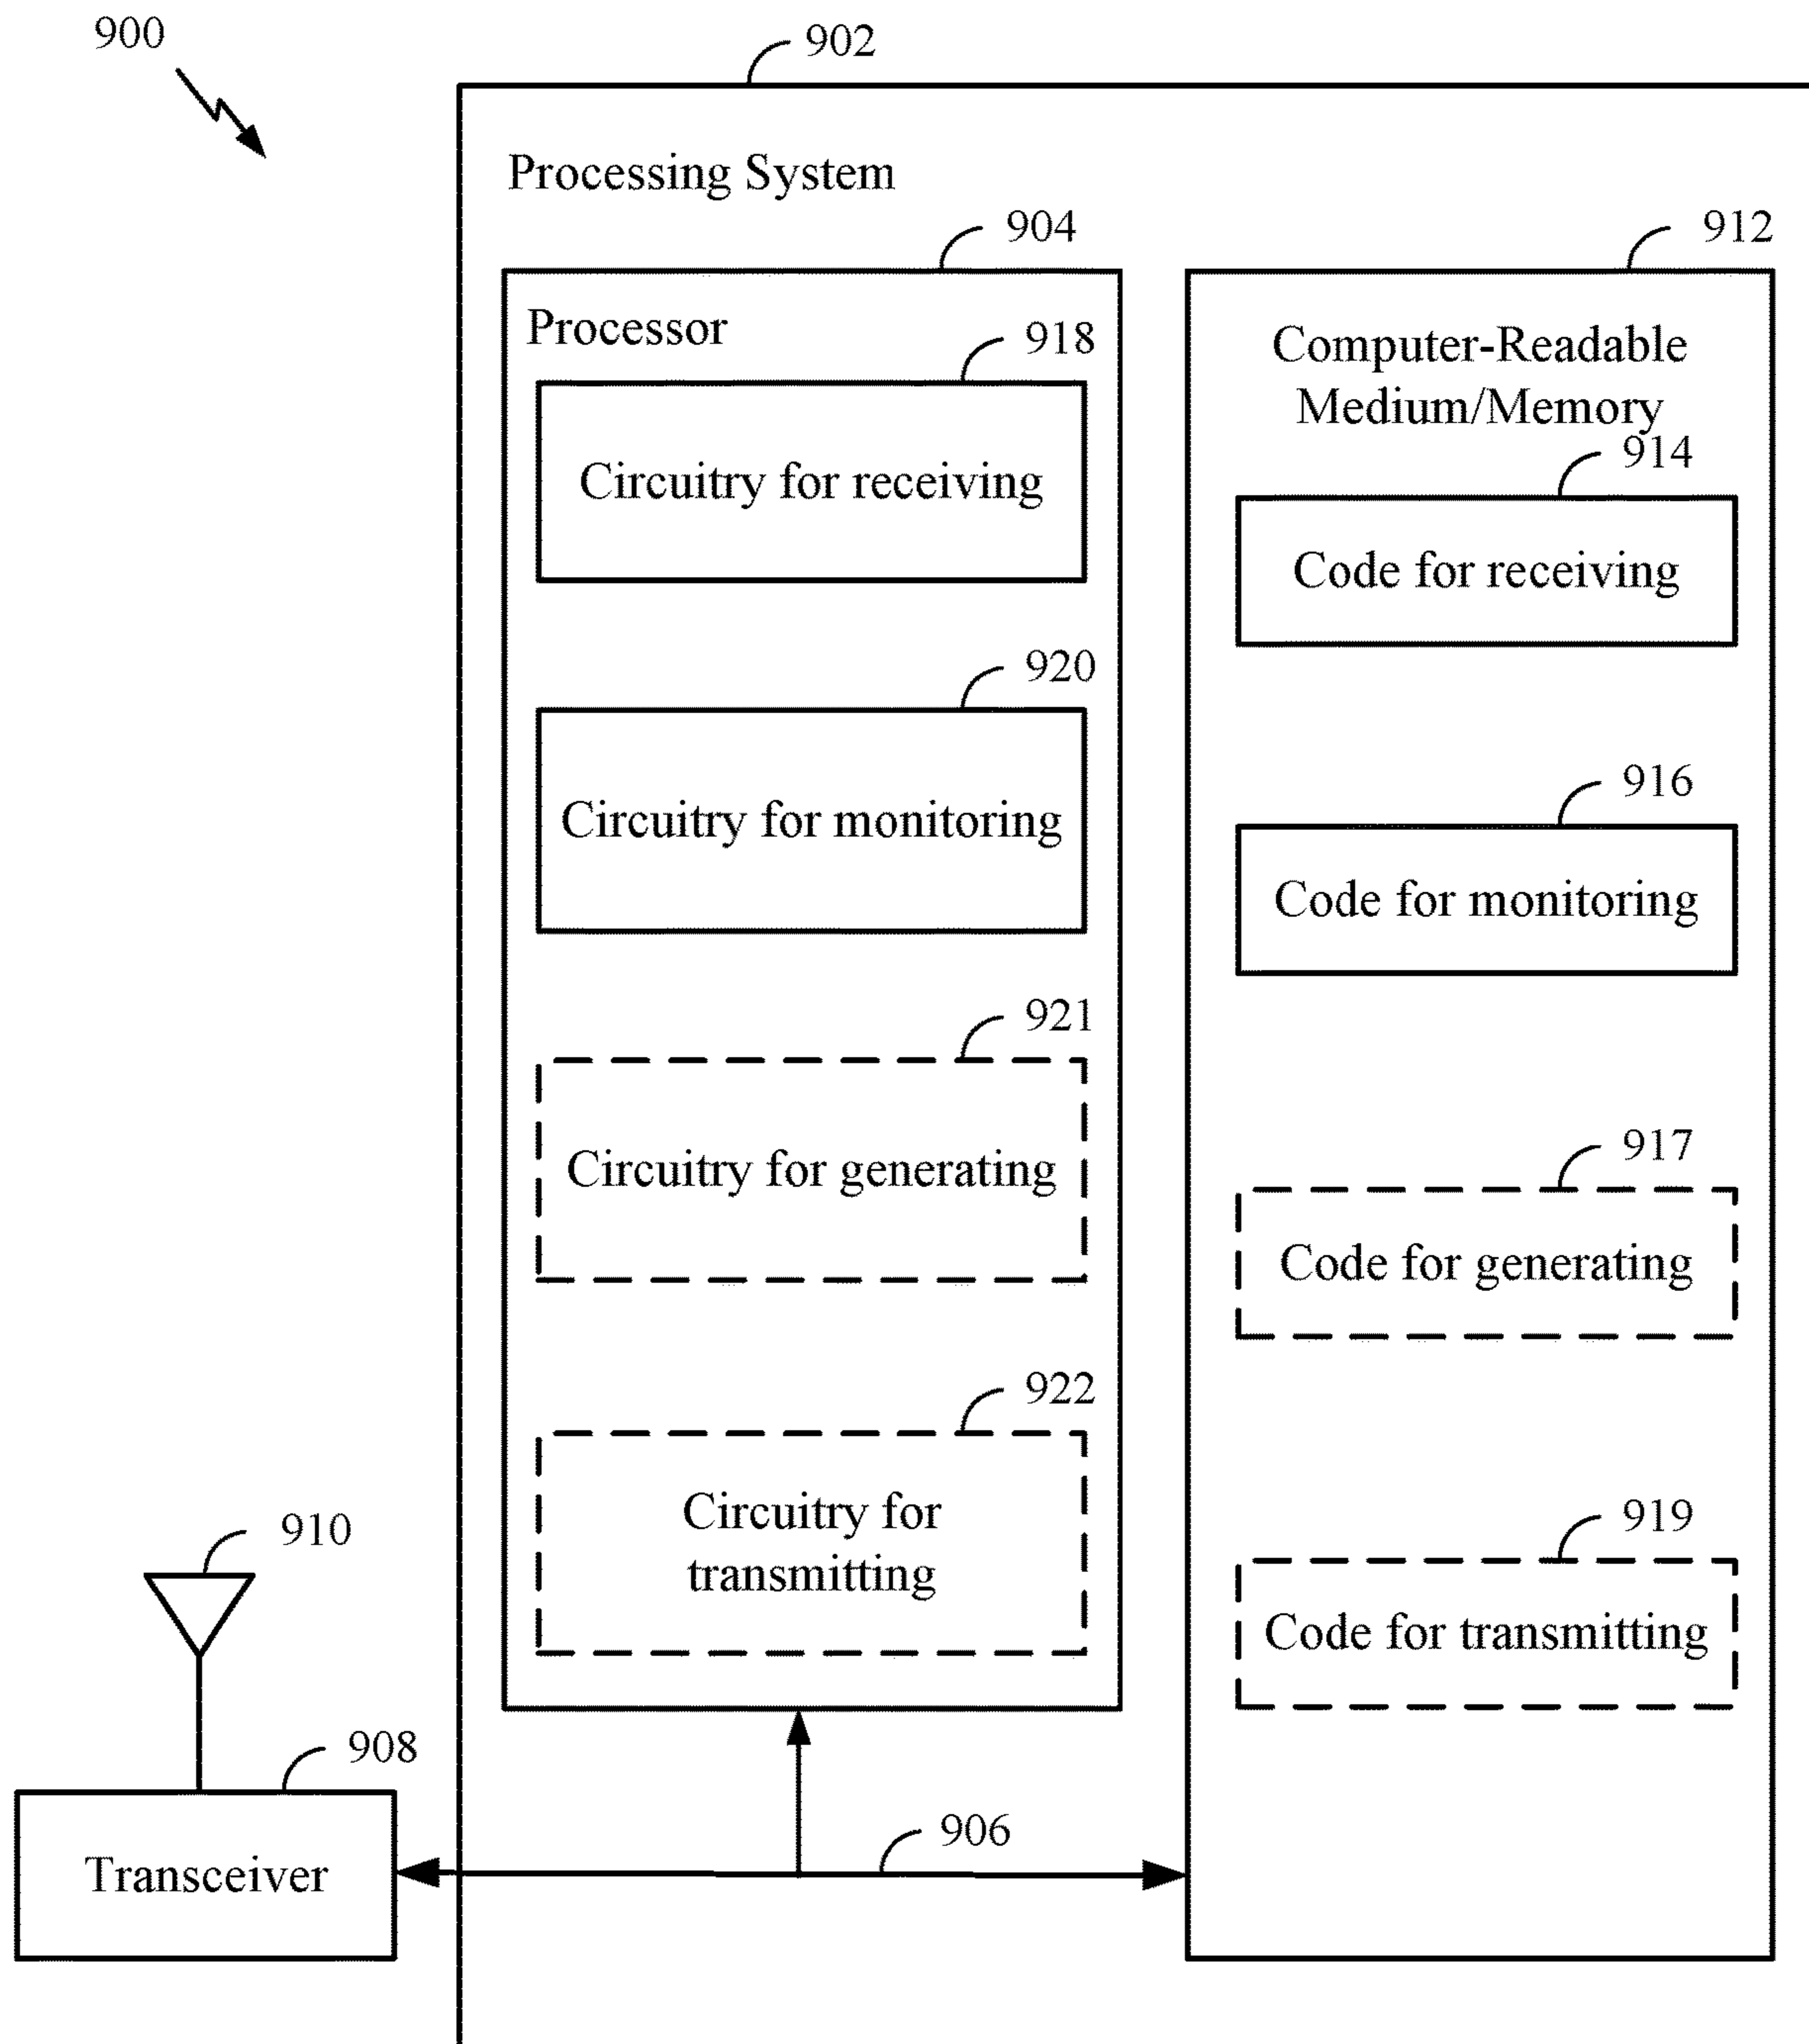 900
902
Processing System
904
912
Processor
918
Computer-Readable
Medium/Memory
Circuitry for receiving
914
Code for receiving
920
Circuitry for monitoring
916
Code for monitoring
921
Circuitry for generating
917
Code for generating
922
Circuitry for
transmitting
919
Code for transmitting
910
908
Transceiver
906